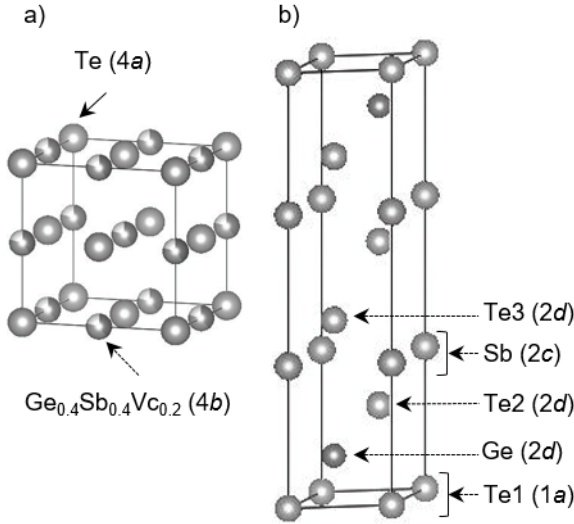 a)
Te (4a)
Ge₀.₄Sb₀.₄Vc₀.₂ (4b)
b)
Te3 (2d)
Sb (2c)
Te2 (2d)
Ge (2d)
Te1 (1a)